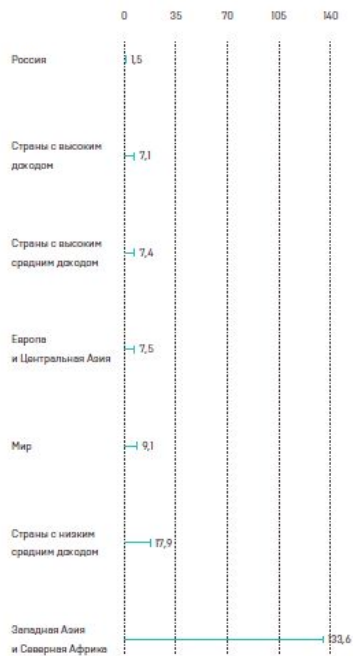 0 35 70 105 140
Россия 1,5
Страны с высоким
доходом 7,1
Страны с высоким
средним доходом 7,4
Европа
и Центральная Азия 7,5
Мир 9,1
Страны с низким
средним доходом 17,9
Западная Азия
и Северная Африка 133,6